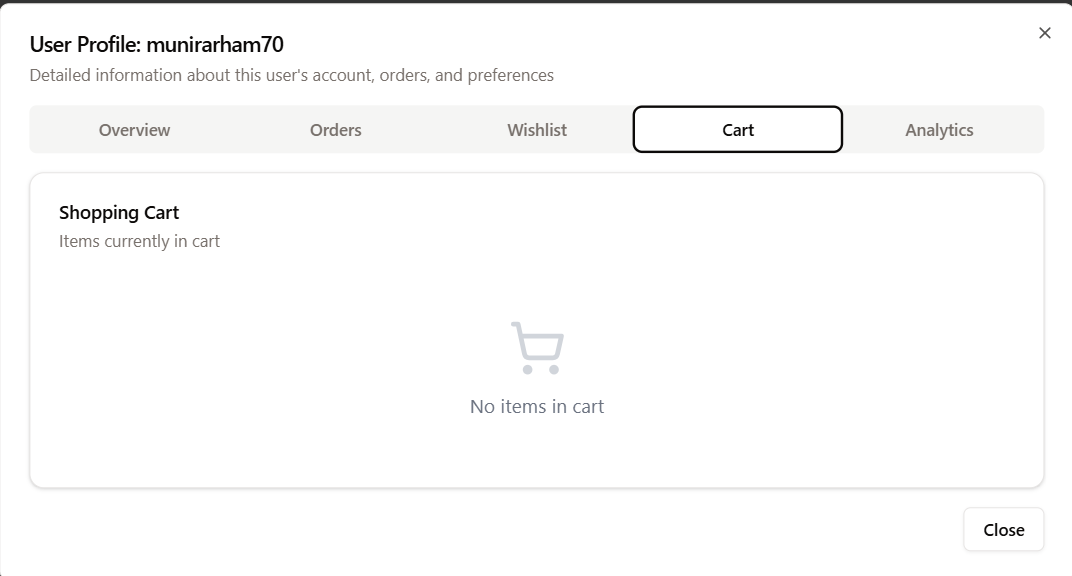 User Profile: munirarham70
Detailed information about this user's account, orders, and preferences
Overview
Orders
Wishlist
Cart
Analytics
Shopping Cart
Items currently in cart
No items in cart
Close